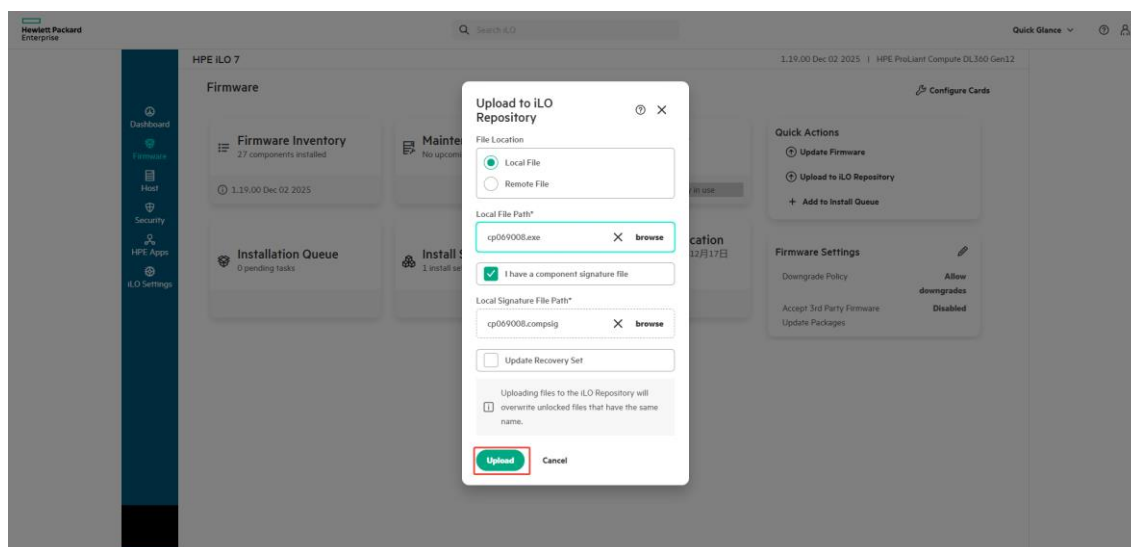 Hewlett Packard
Enterprise
Search iLO
Quick Glance
HPE iLO 7
1.19.00 Dec 02 2025 | HPE ProLiant Compute DL360 Gen12
Firmware
Configure Cards
Dashboard
Firmware
Host
Security
HPE Apps
iLO Settings
Firmware Inventory
27 components installed
1.19.00 Dec 02 2025
Mainte
No upcomi
y in use
Installation Queue
0 pending tasks
Install S
1 install se
cation
12月17日
Upload to iLO
Repository
File Location
Local File
Remote File
Local File Path*
cp069008.exe
browse
I have a component signature file
Local Signature File Path*
cp069008.compsig
browse
Update Recovery Set
Uploading files to the iLO Repository will
overwrite unlocked files that have the same
name.
Upload
Cancel
Quick Actions
Update Firmware
Upload to iLO Repository
+ Add to Install Queue
Firmware Settings
Downgrade Policy
Allow
downgrades
Accept 3rd Party Firmware
Update Packages
Disabled